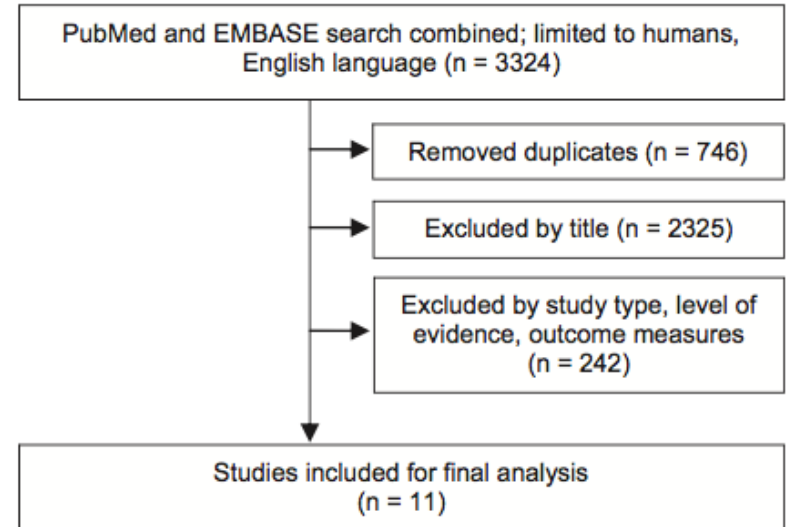 PubMed and EMBASE search combined; limited to humans,
English language (n = 3324)
Removed duplicates (n = 746)
Excluded by title (n = 2325)
Excluded by study type, level of
evidence, outcome measures
(n = 242)
Studies included for final analysis
(n = 11)